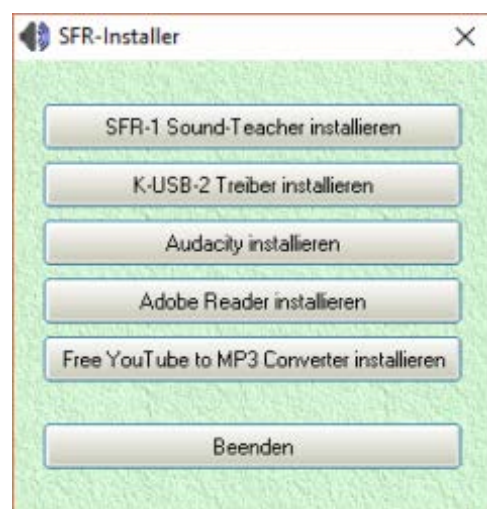 SFR-Installer
SFR-1 Sound-Teacher installieren
K-USB-2 Treiber installieren
Audacity installieren
Adobe Reader installieren
Free YouTube to MP3 Converter installieren
Beenden